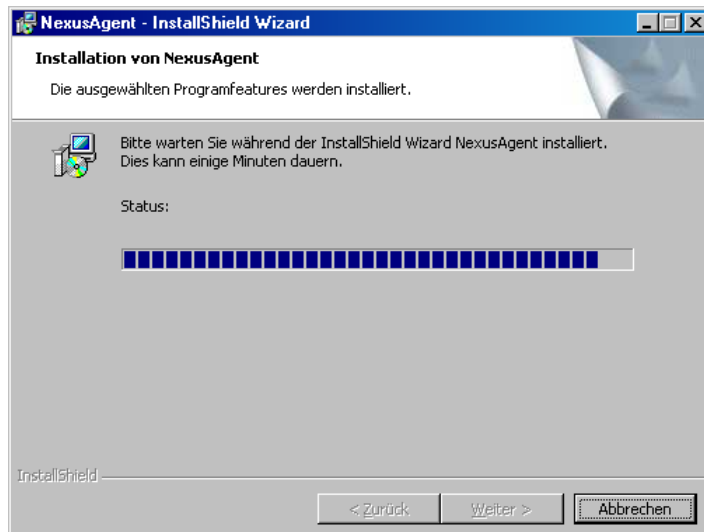 NexusAgent - InstallShield Wizard
Installation von NexusAgent
Die ausgewählten Programfeatures werden installiert.
Bitte warten Sie während der InstallShield Wizard NexusAgent installiert.
Dies kann einige Minuten dauern.
Status:
InstallShield
< Zurück
Weiter >
Abbrechen